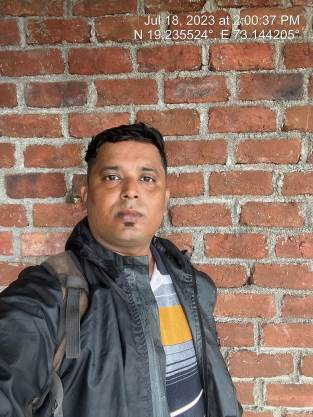 Jul 18, 2023 at 2:00:37 PM
N 19.235524°, E 73.144205°